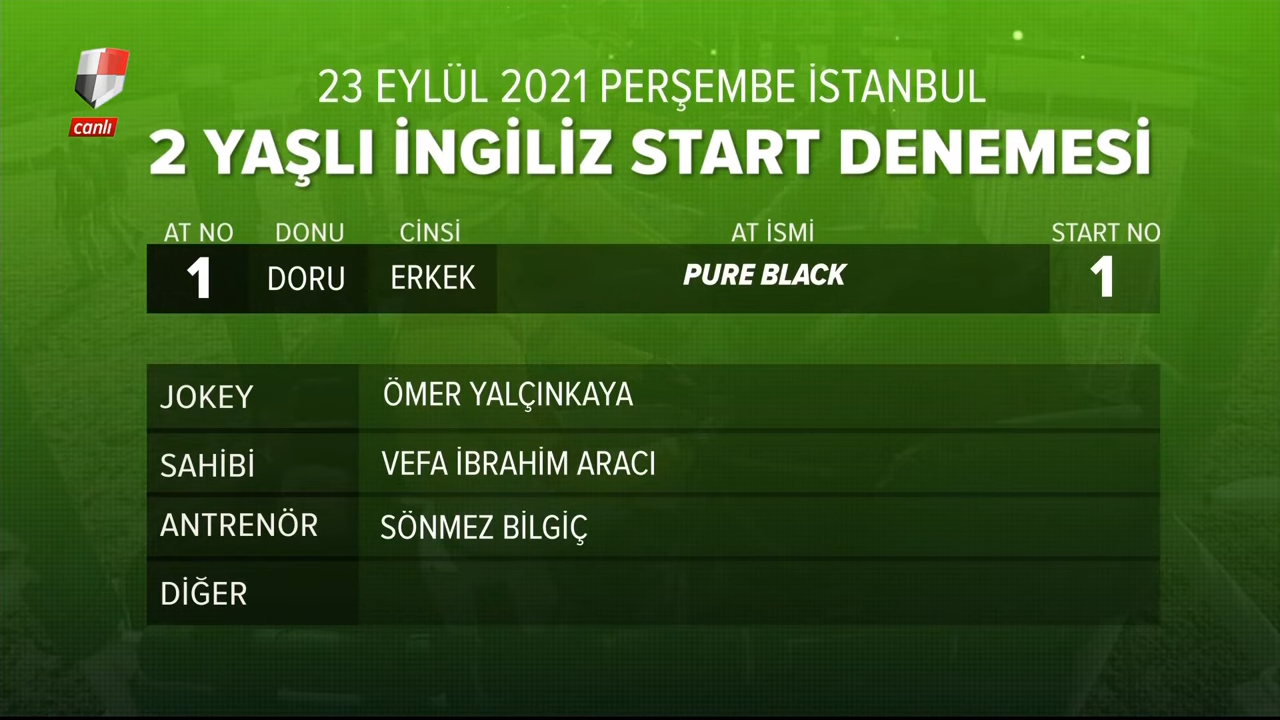 canlı
23 EYLÜL 2021 PERŞEMBE İSTANBUL
2 YAŞLI İNGİLİZ START DENEMESİ
AT NO DONU CİNSİ AT İSMİ START NO
1 DORU ERKEK PURE BLACK 1
JOKEY ÖMER YALÇINKAYA
SAHİBİ VEFA İBRAHİM ARACI
ANTRENÖR SÖNMEZ BİLGİÇ
DİĞER